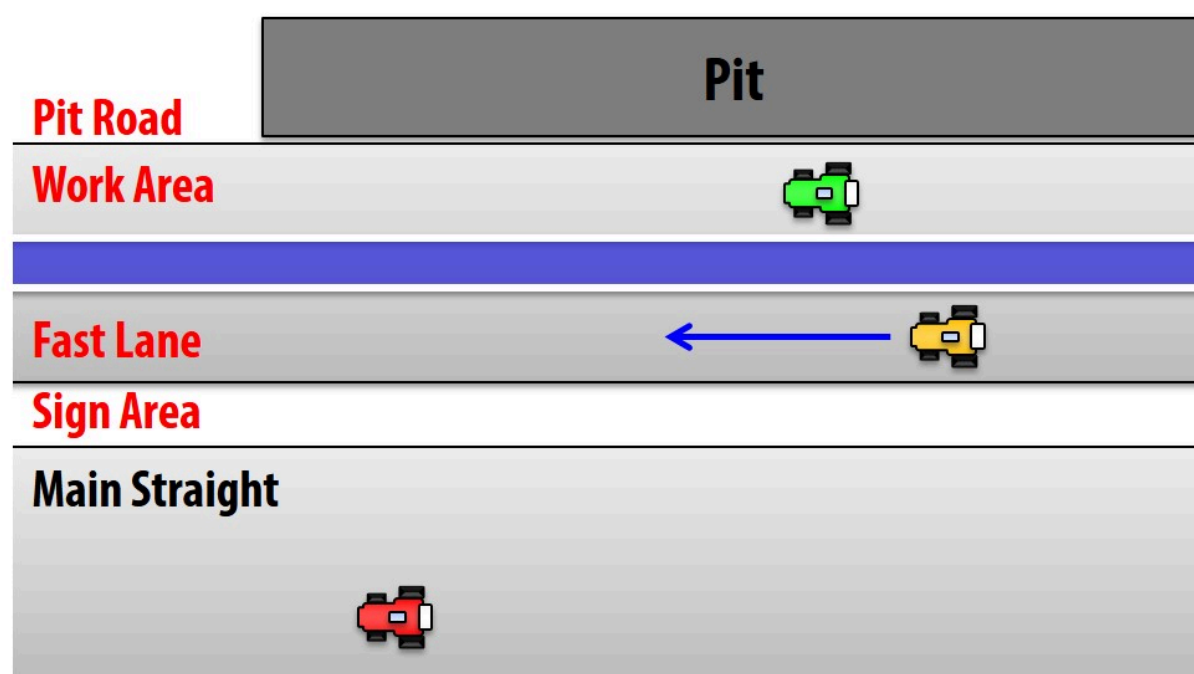 Pit
Pit Road
Work Area
Fast Lane
Sign Area
Main Straight